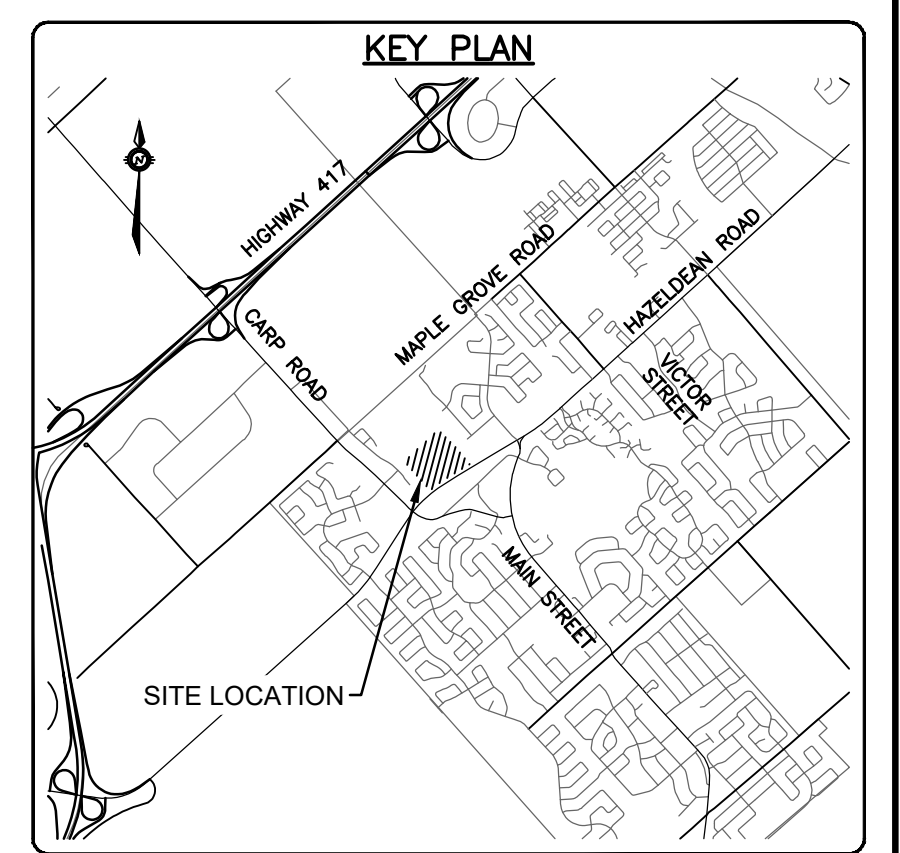 KEY PLAN
N
HIGHWAY 417
CARP ROAD
MAPLE GROVE ROAD
HAZELDEAN ROAD
VICTOR
STREET
MAIN STREET
SITE LOCATION